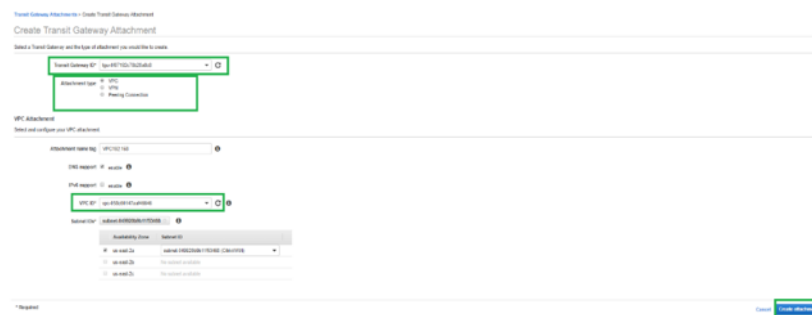 Transit Gateway Attachments > Create Transit Gateway Attachment
Create Transit Gateway Attachment
Select a Transit Gateway and the type of attachment you would like to create.
Transit Gateway ID*
Attachment type VPC
VPN
Peering Connection
VPC Attachment
Select and configure your VPC attachment.
Attachment name tag
DNS support enable
IPv6 support enable
VPC ID*
Subnet IDs*
Availability Zone Subnet ID
us-east-2a
us-east-2b No subnet available
us-east-2c No subnet available
* Required
Cancel Create attachm